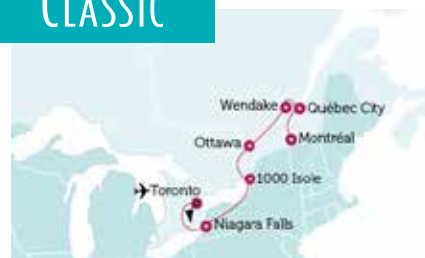 CLASSIC
Wendake
Québec City
Ottawa
Montréal
1000 Isole
Toronto
Niagara Falls